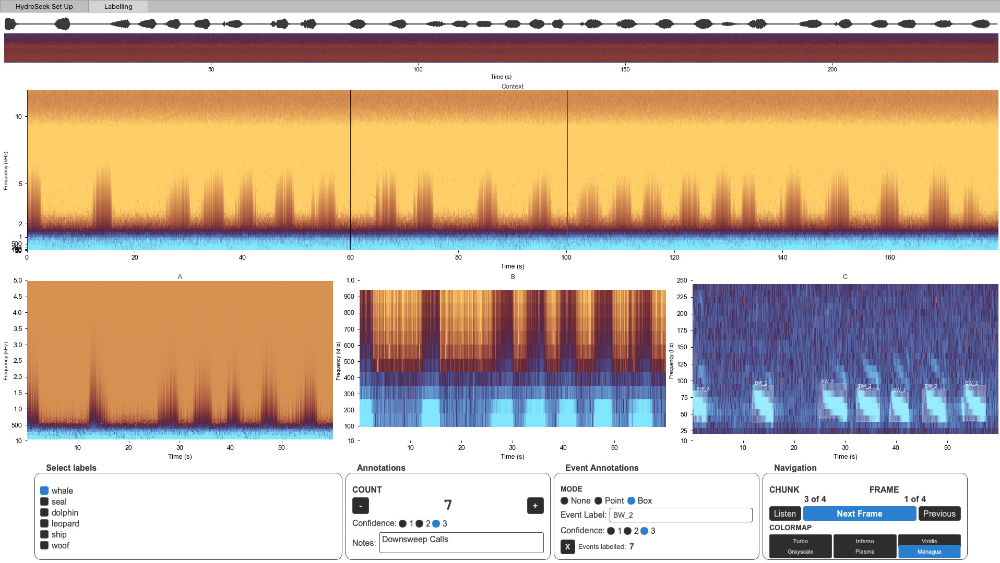 HydroSeek Set Up
Labelling
50 100 150 200
Time (s)
Context
Frequency (kHz)
10
5
2
1
500
0 20 40 60 80 100 120 140 160
Time (s)
A
Frequency (kHz)
5.0
4.5
4.0
3.5
3.0
2.5
2.0
1.5
1.0
500
10
10 20 30 40 50
Time (s)
B
Frequency (kHz)
1.0
900
800
700
600
500
400
300
200
100
10
10 20 30 40 50
Time (s)
C
Frequency (Hz)
250
225
200
175
150
125
100
75
50
25
10
BW_2 BW_2 BW_2 BW_2 BW_2 BW_2 BW_2
10 20 30 40 50
Time (s)
Select labels
whale
seal
dolphin
leopard
ship
woof
Annotations
COUNT
- 7 +
Confidence: 1 2 3
Notes: Downsweep Calls
Event Annotations
MODE
None Point Box
Event Label: BW_2
Confidence: 1 2 3
X Events labelled: 7
Navigation
CHUNK FRAME
3 of 4 1 of 4
Listen Next Frame Previous
COLORMAP
Turbo Inferno Viridis
Grayscale Plasma Managua